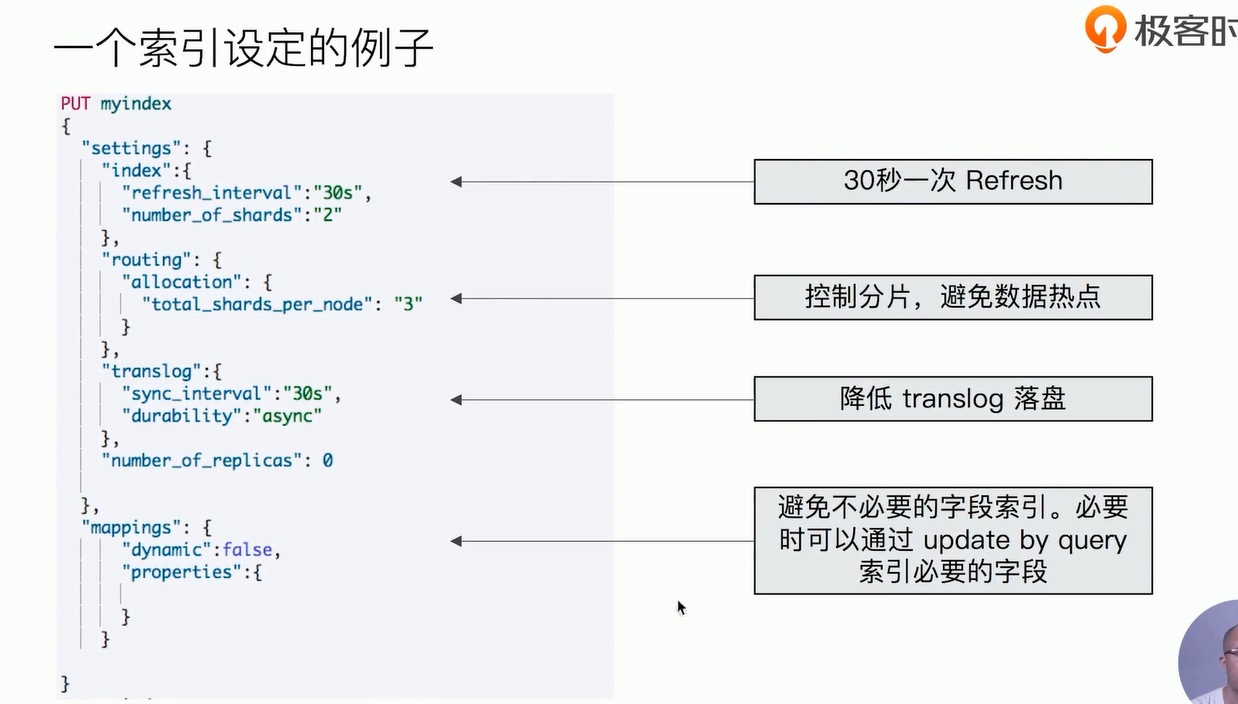 一个索引设定的例子
极客时
PUT myindex
{
"settings": {
"index":{
"refresh_interval":"30s",
"number_of_shards":"2"
},
"routing": {
"allocation": {
"total_shards_per_node": "3"
}
},
"translog":{
"sync_interval":"30s",
"durability":"async"
},
"number_of_replicas": 0
},
"mappings": {
"dynamic":false,
"properties":{
}
}
}
30秒一次 Refresh
控制分片，避免数据热点
降低 translog 落盘
避免不必要的字段索引。必要
时可以通过 update by query
索引必要的字段